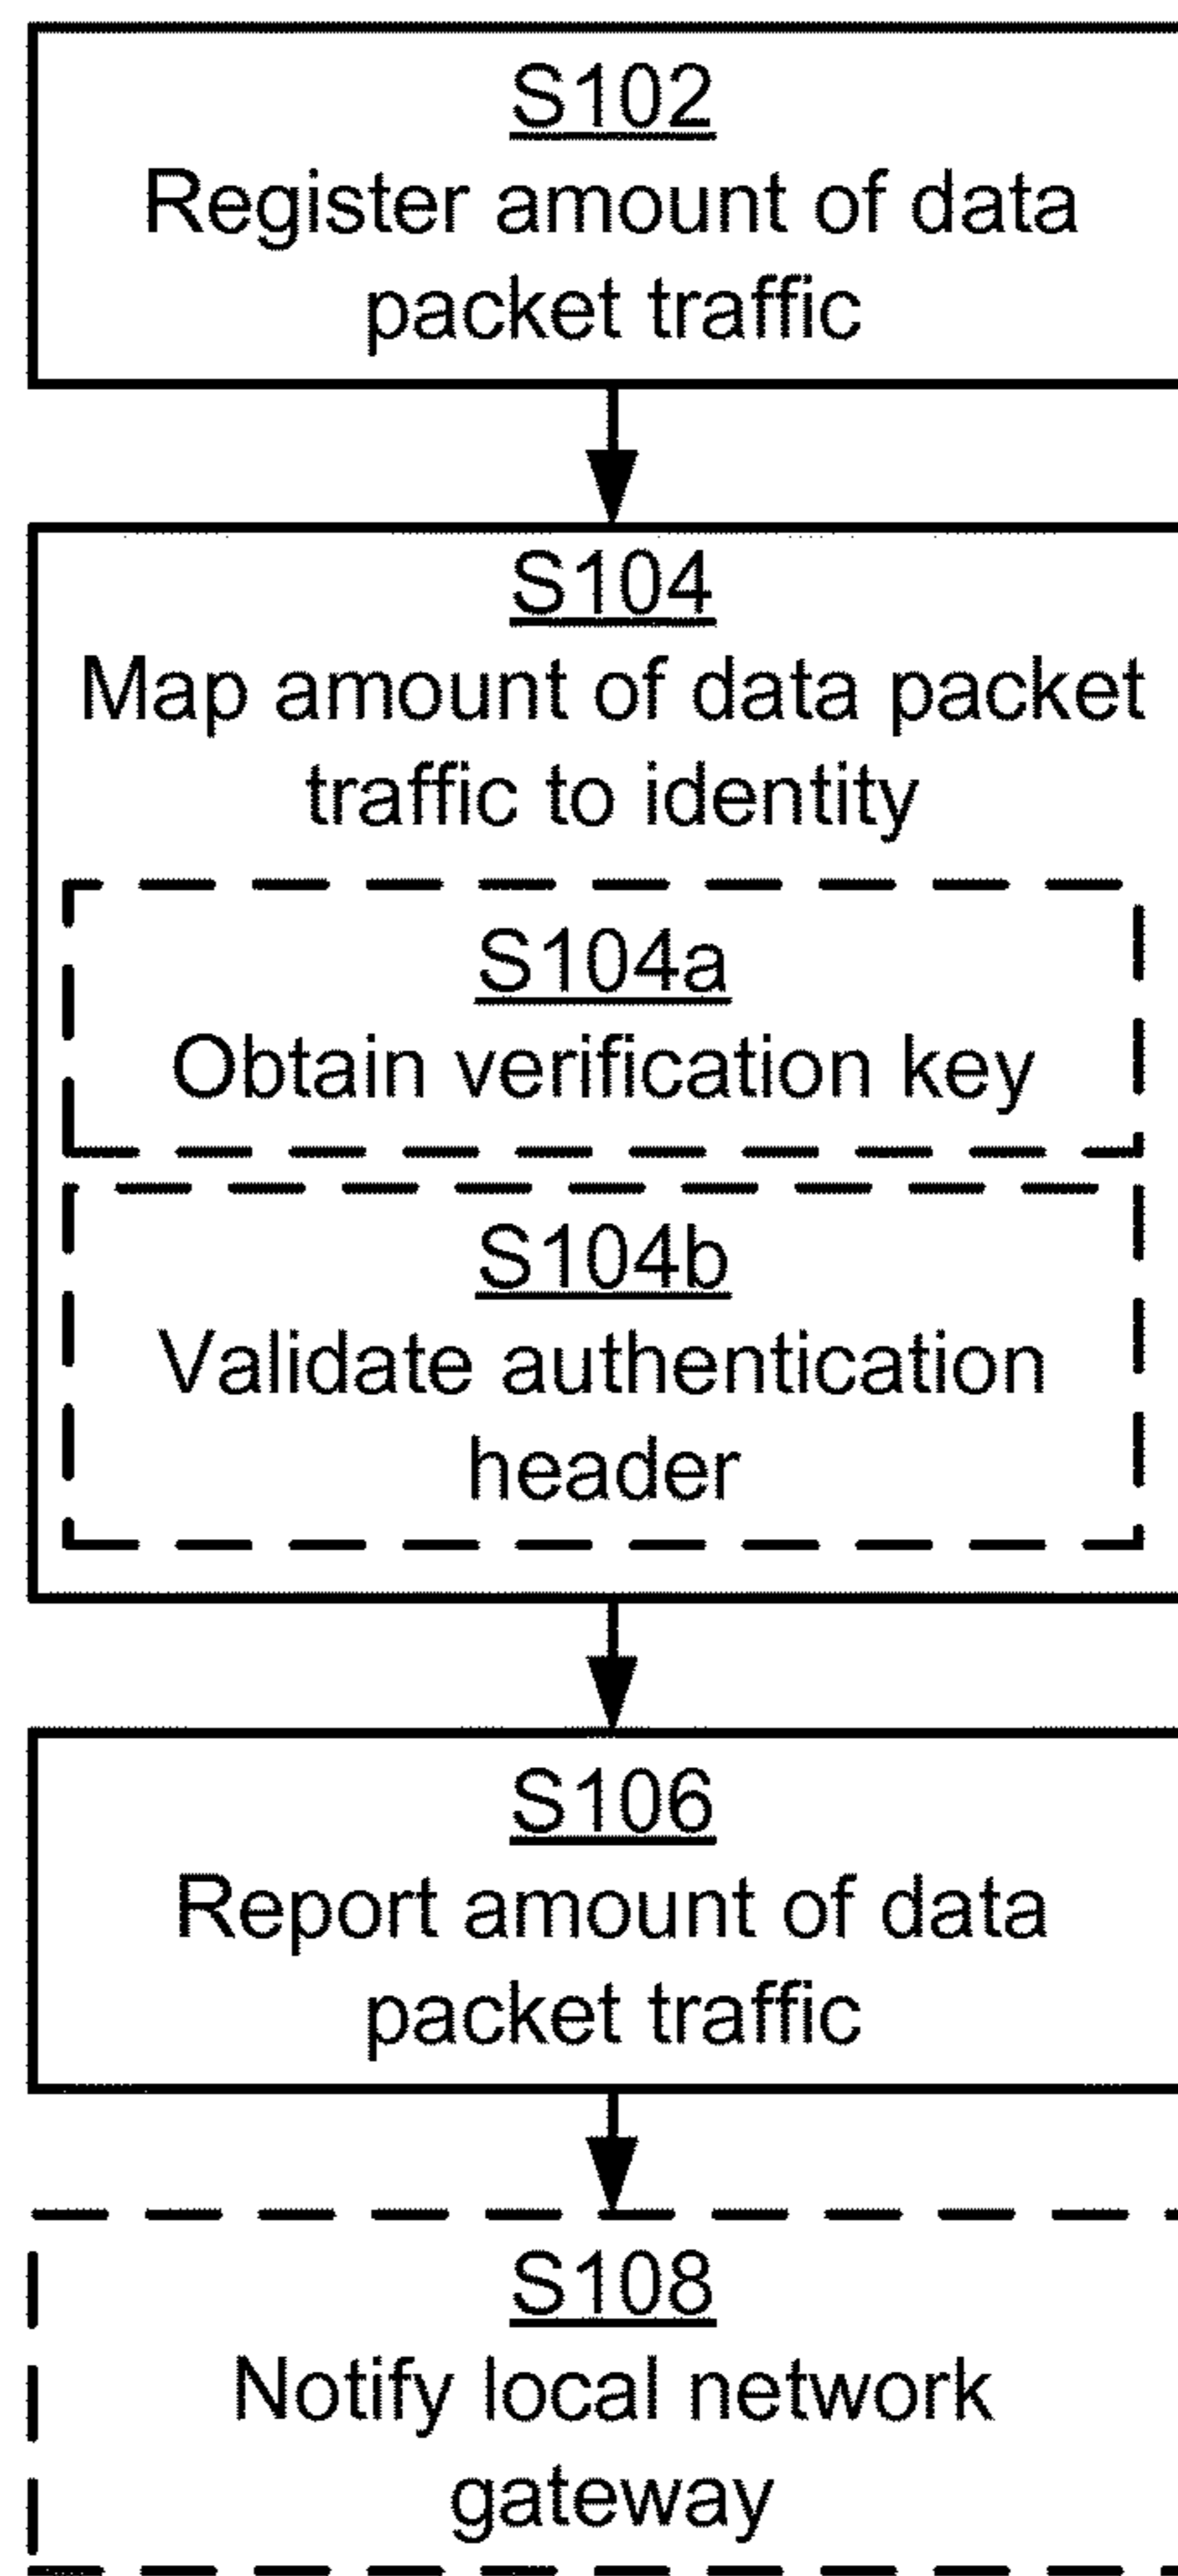 S102
Register amount of data
packet traffic
S104
Map amount of data packet
traffic to identity
S104a
Obtain verification key
S104b
Validate authentication
header
S106
Report amount of data
packet traffic
S108
Notify local network
gateway